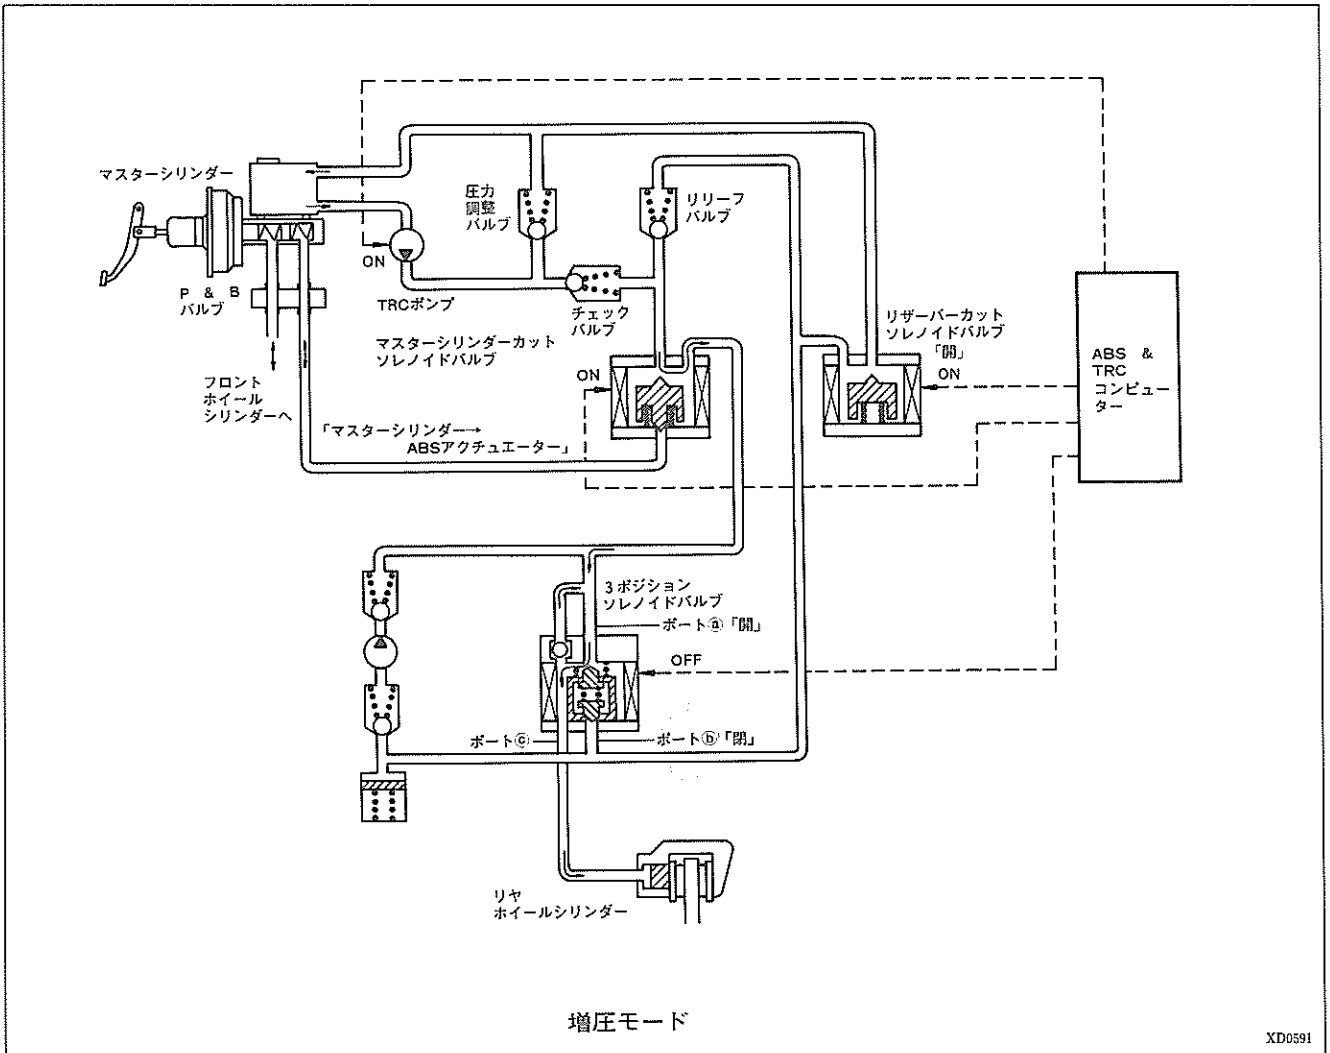 マスターシリンダー
圧力
調整
バルブ
リリーフ
バルブ
ON
TRCポンプ
P & B
バルブ
チェック
バルブ
リザーバーカット
ソレノイドバルブ
「開」
ON
マスターシリンダーカット
ソレノイドバルブ
ON
ABS &
TRC
コンピュー
ター
フロント
ホイール
シリンダーへ
「マスターシリンダー→
ABSアクチュエーター」
3ポジション
ソレノイドバルブ
ポートⓐ「開」
OFF
ポートⓒ
ポートⓑ「閉」
リヤ
ホイールシリンダー
増圧モード
XD0591